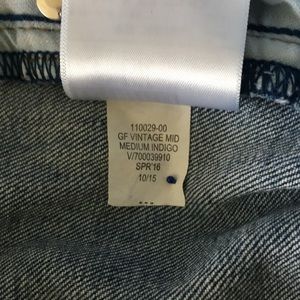 110029-00
GF VINTAGE MID
MEDIUM INDIGO
V/700039910
SPR'16
10/15